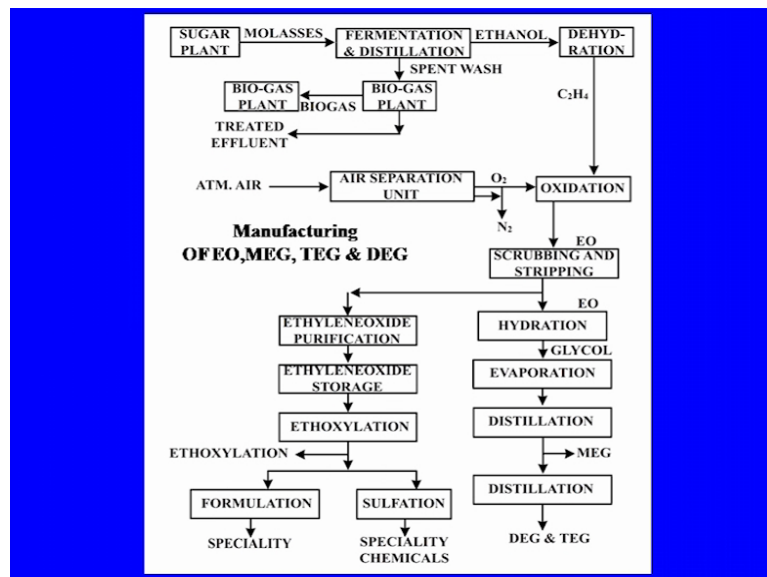 SUGAR
PLANT
MOLASSES
FERMENTATION
& DISTILLATION
ETHANOL
DEHYD-
RATION
SPENT WASH
BIO-GAS
PLANT
BIOGAS
BIO-GAS
PLANT
C₂H₄
TREATED
EFFLUENT
ATM. AIR
AIR SEPARATION
UNIT
O₂
OXIDATION
N₂
Manufacturing
OF EO,MEG, TEG & DEG
EO
SCRUBBING AND
STRIPPING
EO
ETHYLENEOXIDE
PURIFICATION
HYDRATION
GLYCOL
ETHYLENEOXIDE
STORAGE
EVAPORATION
ETHOXYLATION
DISTILLATION
ETHOXYLATION
MEG
FORMULATION
SULFATION
DISTILLATION
SPECIALITY
SPECIALITY
CHEMICALS
DEG & TEG